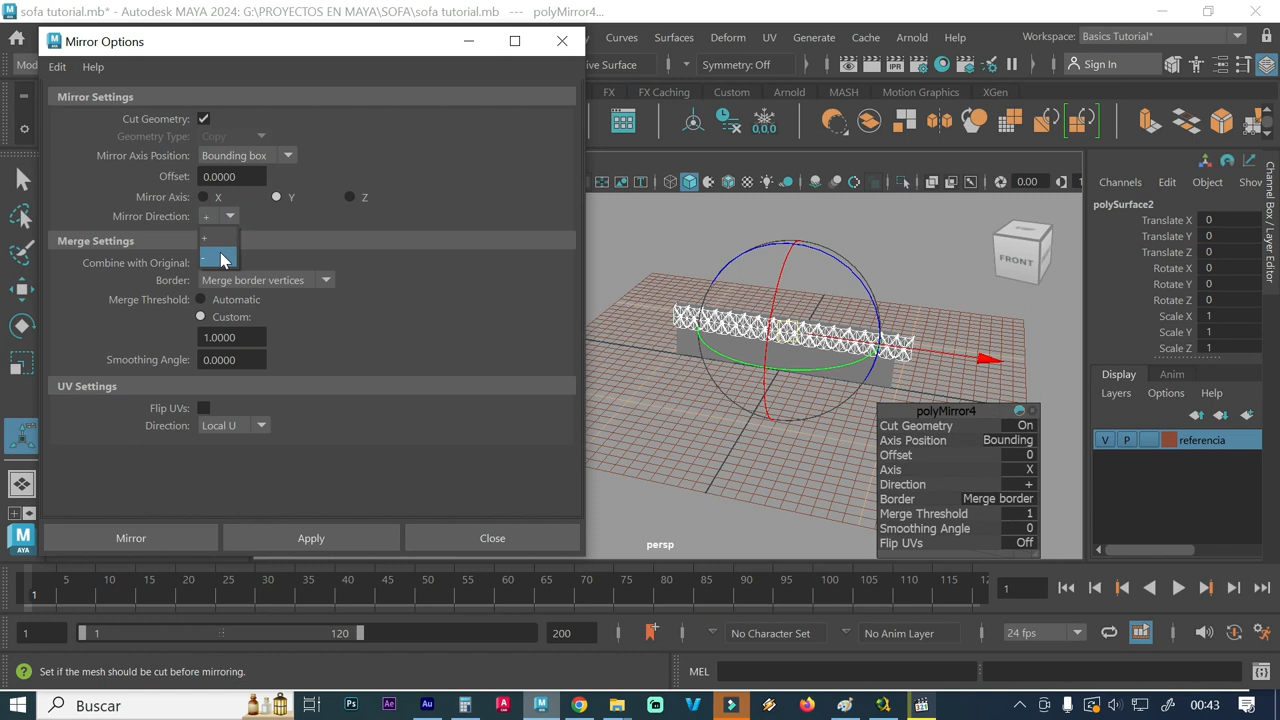 sofa tutorial.mb* - Autodesk MAYA 2024: G:\PROYECTOS EN MAYA\SOFA\sofa tutorial.mb --- polyMirror4...
Mirror Options
Curves Surfaces Deform UV Generate Cache Arnold Help Workspace: Basics Tutorial*
Mod
ve Surface Symmetry: Off Sign In
Edit Help
FX FX Caching Custom Arnold MASH Motion Graphics XGen
Mirror Settings
Cut Geometry:
Geometry Type: Copy
Mirror Axis Position: Bounding box
Offset: 0.0000
Mirror Axis: X Y Z
Mirror Direction: +
+
-
Merge Settings
Combine with Original:
Border: Merge border vertices
Merge Threshold: Automatic
Custom:
1.0000
Smoothing Angle: 0.0000
UV Settings
Flip UVs:
Direction: Local U
Mirror Apply Close
0.00
FRONT
persp
polyMirror4
Cut Geometry On
Axis Position Bounding
Offset 0
Axis X
Direction +
Border Merge border
Merge Threshold 1
Smoothing Angle 0
Flip UVs Off
Channels Edit Object Show
polySurface2
Translate X 0
Translate Y 0
Translate Z 0
Rotate X 0
Rotate Y 0
Rotate Z 0
Scale X 1
Scale Y 1
Scale Z 1
Channel Box / Layer Editor
Display Anim
Layers Options Help
V P referencia
MAYA
5 10 15 20 25 30 35 40 45 50 55 60 65 70 75 80 85 90 95 100 105 110 115 12
1 1
1 1 120 200 No Character Set No Anim Layer 24 fps
Set if the mesh should be cut before mirroring. MEL
Buscar 00:43